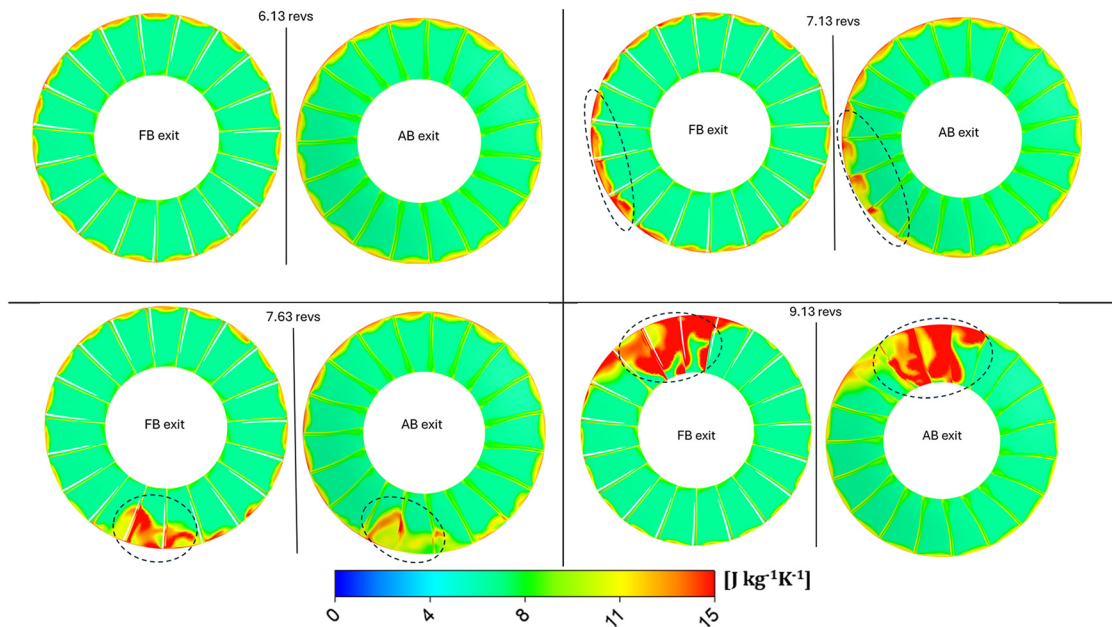 6.13 revs
FB exit
AB exit
7.13 revs
FB exit
AB exit
7.63 revs
FB exit
AB exit
9.13 revs
FB exit
AB exit
[J kg⁻¹K⁻¹]
0 4 8 11 15